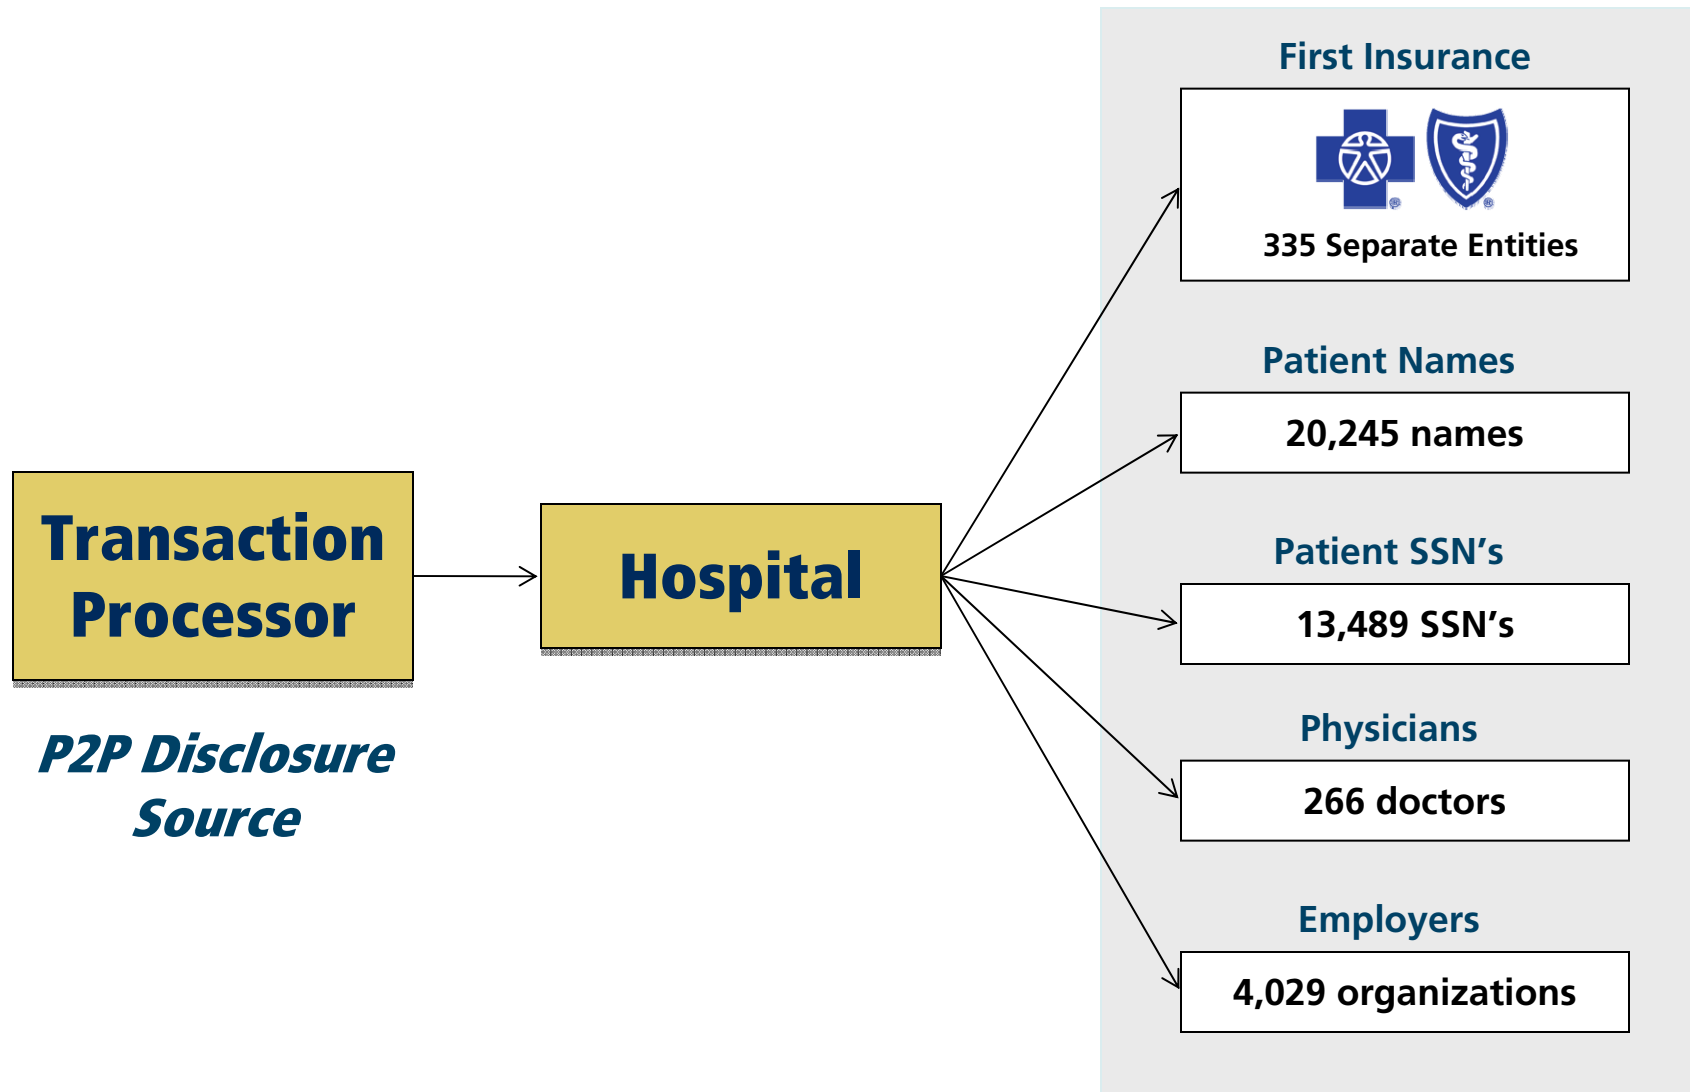 First Insurance
335 Separate Entities
Patient Names
20,245 names
Transaction
Processor
Hospital
Patient SSN’s
13,489 SSN’s
P2P Disclosure
Source
Physicians
266 doctors
Employers
4,029 organizations